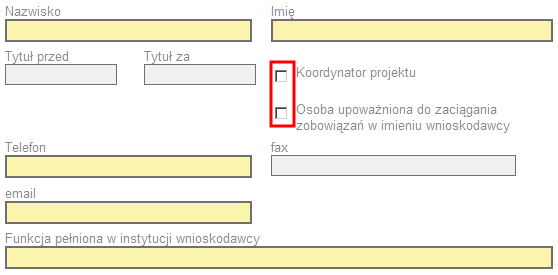 Nazwisko Imię
Tytuł przed Tytuł za
Koordynator projektu
Osoba upoważniona do zaciągania
zobowiązań w imieniu wnioskodawcy
Telefon fax
email
Funkcja pełniona w instytucji wnioskodawcy